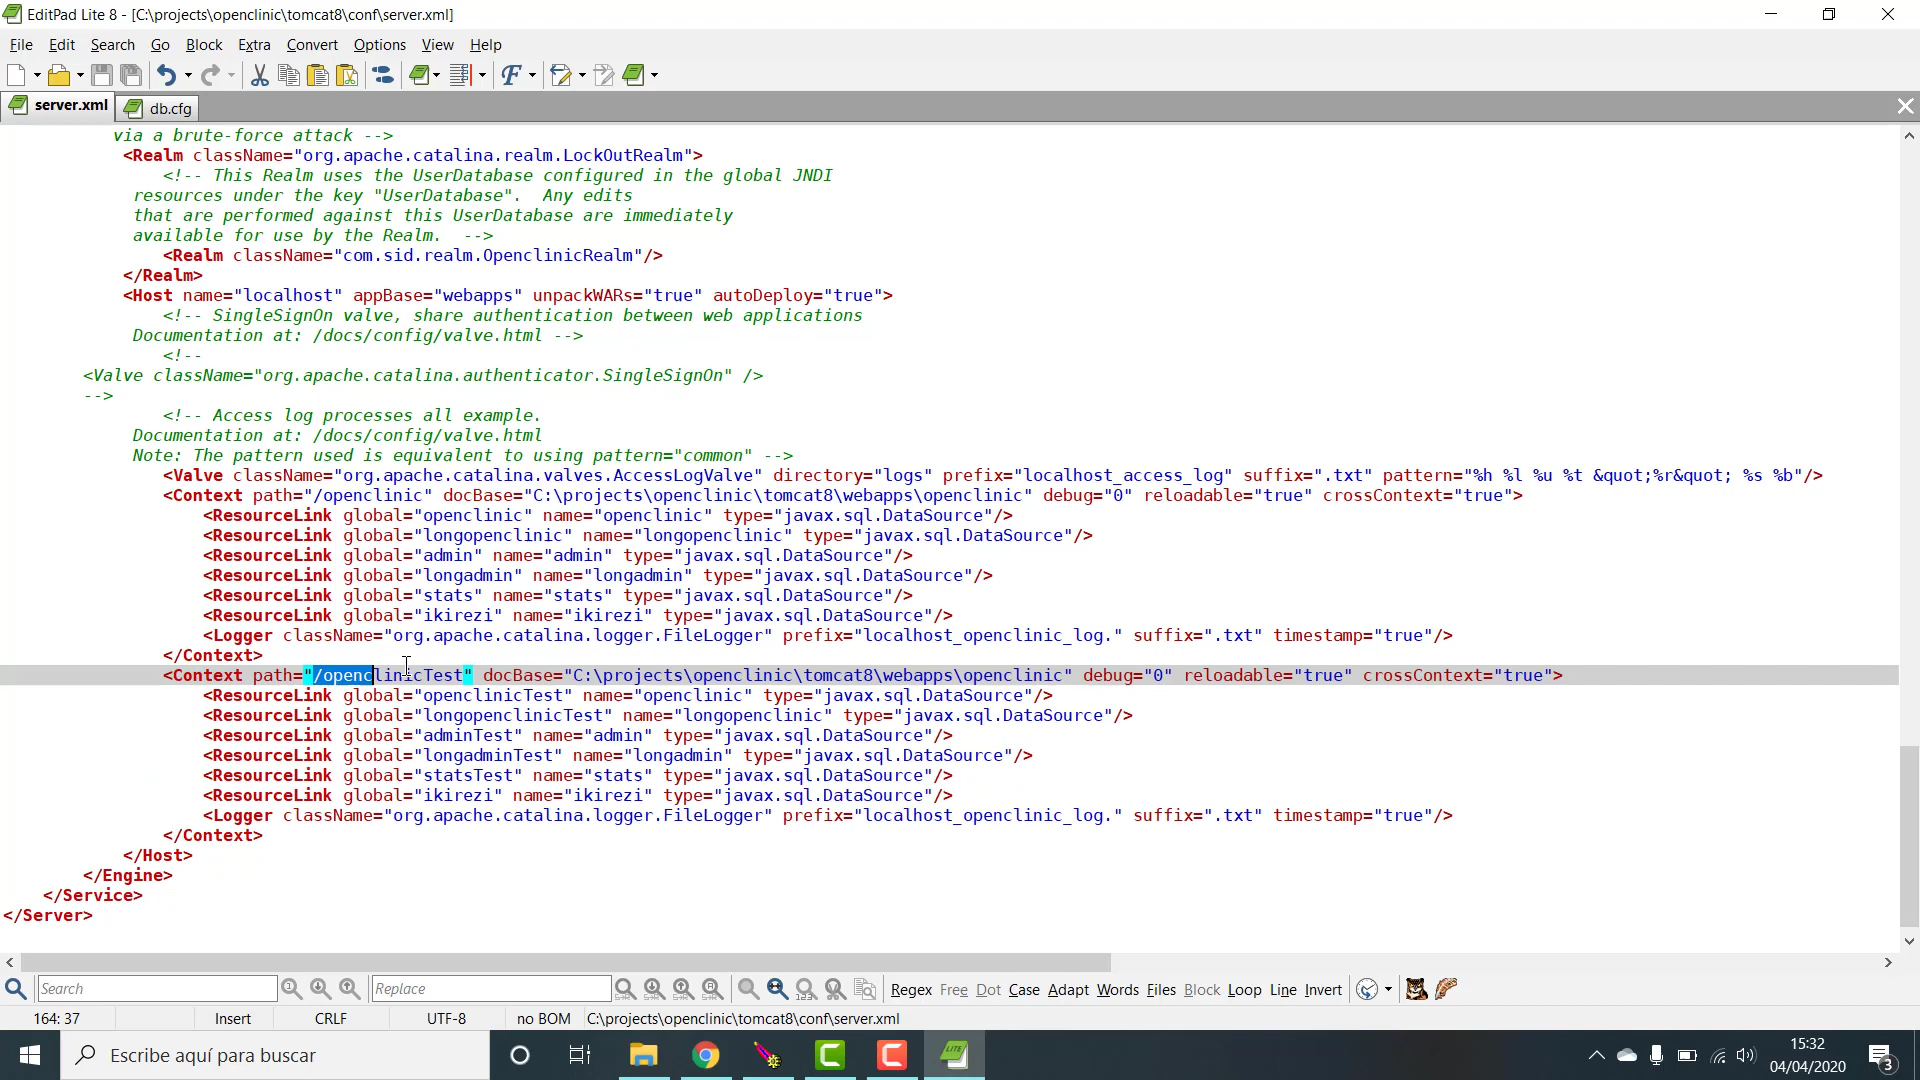 EditPad Lite 8 - [C:\projects\openclinic\tomcat8\conf\server.xml]
File Edit Search Go Block Extra Convert Options View Help
server.xml db.cfg
via a brute-force attack -->
<Realm className="org.apache.catalina.realm.LockOutRealm">
<!-- This Realm uses the UserDatabase configured in the global JNDI
resources under the key "UserDatabase".  Any edits
that are performed against this UserDatabase are immediately
available for use by the Realm.  -->
<Realm className="com.sid.realm.OpenclinicRealm"/>
</Realm>
<Host name="localhost" appBase="webapps" unpackWARs="true" autoDeploy="true">
<!-- SingleSignOn valve, share authentication between web applications
Documentation at: /docs/config/valve.html -->
<!--
<Valve className="org.apache.catalina.authenticator.SingleSignOn" />
-->
<!-- Access log processes all example.
Documentation at: /docs/config/valve.html
Note: The pattern used is equivalent to using pattern="common" -->
<Valve className="org.apache.catalina.valves.AccessLogValve" directory="logs" prefix="localhost_access_log" suffix=".txt" pattern="%h %l %u %t &quot;%r&quot; %s %b"/>
<Context path="/openclinic" docBase="C:\projects\openclinic\tomcat8\webapps\openclinic" debug="0" reloadable="true" crossContext="true">
<ResourceLink global="openclinic" name="openclinic" type="javax.sql.DataSource"/>
<ResourceLink global="longopenclinic" name="longopenclinic" type="javax.sql.DataSource"/>
<ResourceLink global="admin" name="admin" type="javax.sql.DataSource"/>
<ResourceLink global="longadmin" name="longadmin" type="javax.sql.DataSource"/>
<ResourceLink global="stats" name="stats" type="javax.sql.DataSource"/>
<ResourceLink global="ikirezi" name="ikirezi" type="javax.sql.DataSource"/>
<Logger className="org.apache.catalina.logger.FileLogger" prefix="localhost_openclinic_log." suffix=".txt" timestamp="true"/>
</Context>
<Context path="/openclinicTest" docBase="C:\projects\openclinic\tomcat8\webapps\openclinic" debug="0" reloadable="true" crossContext="true">
<ResourceLink global="openclinicTest" name="openclinic" type="javax.sql.DataSource"/>
<ResourceLink global="longopenclinicTest" name="longopenclinic" type="javax.sql.DataSource"/>
<ResourceLink global="adminTest" name="admin" type="javax.sql.DataSource"/>
<ResourceLink global="longadminTest" name="longadmin" type="javax.sql.DataSource"/>
<ResourceLink global="statsTest" name="stats" type="javax.sql.DataSource"/>
<ResourceLink global="ikirezi" name="ikirezi" type="javax.sql.DataSource"/>
<Logger className="org.apache.catalina.logger.FileLogger" prefix="localhost_openclinic_log." suffix=".txt" timestamp="true"/>
</Context>
</Host>
</Engine>
</Service>
</Server>
Search Replace Regex Free Dot Case Adapt Words Files Block Loop Line Invert
164: 37 Insert CRLF UTF-8 no BOM C:\projects\openclinic\tomcat8\conf\server.xml
Escribe aquí para buscar
15:32
04/04/2020
3